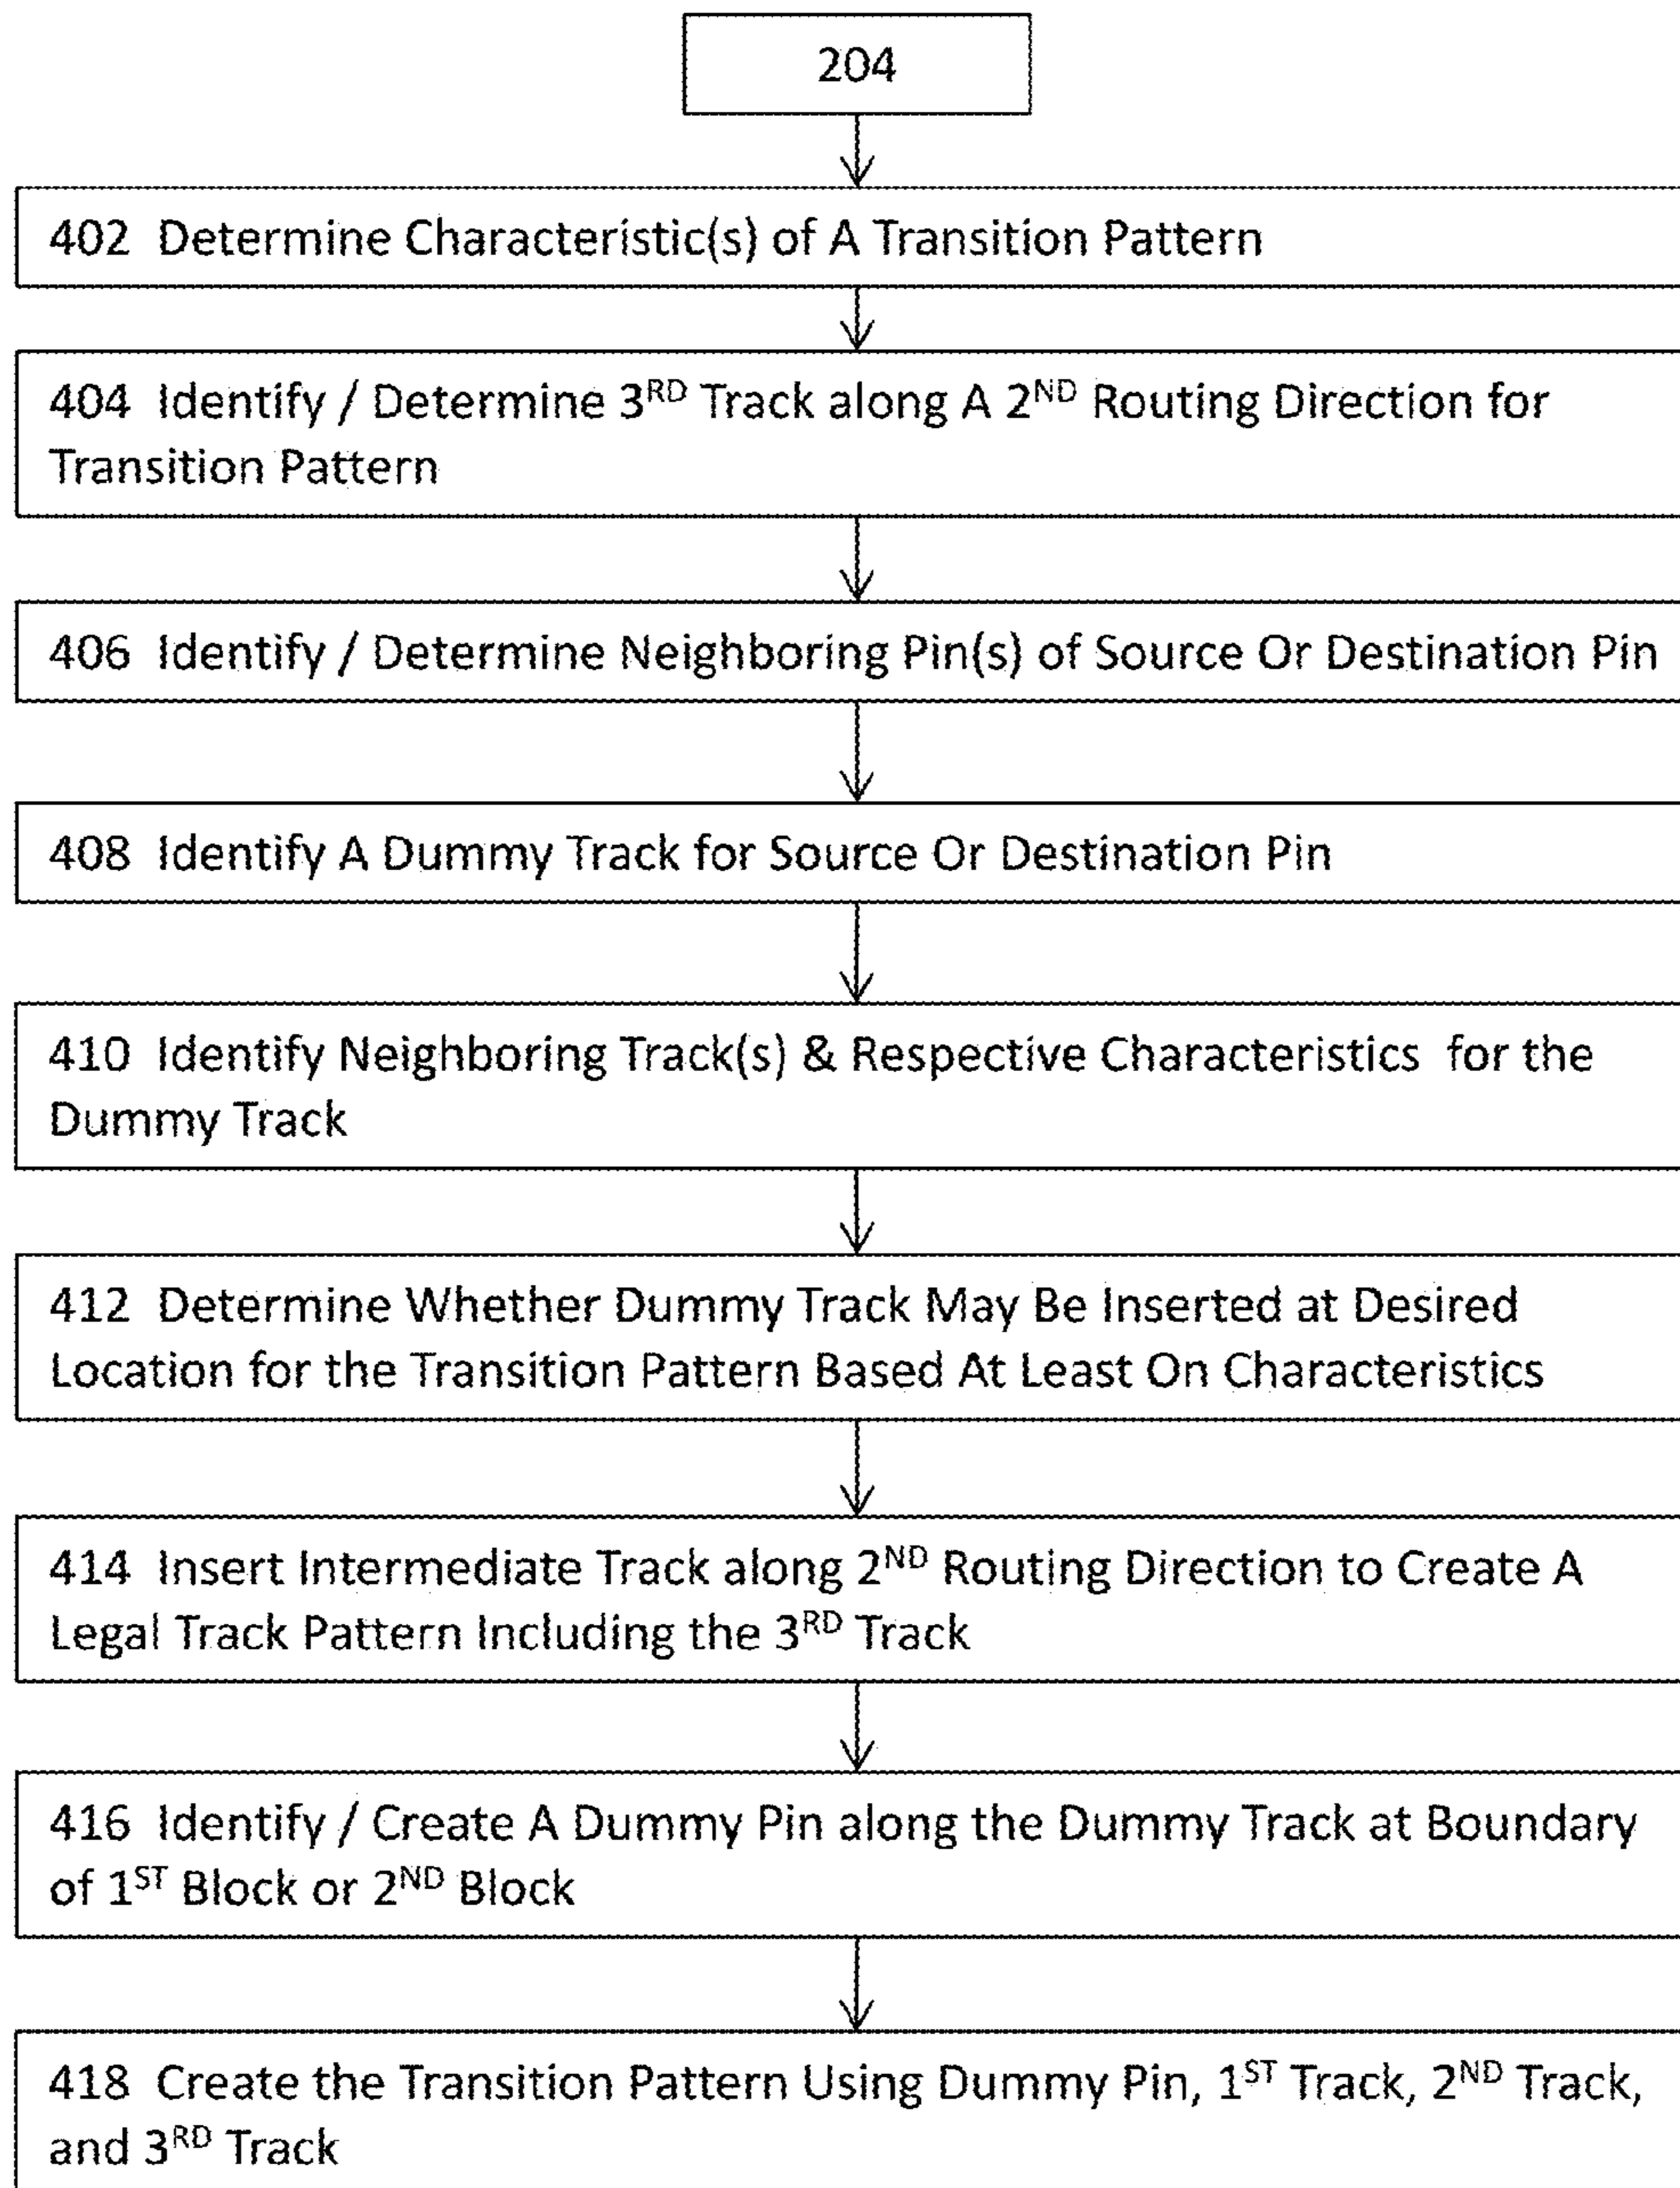 204
402 Determine Characteristic(s) of A Transition Pattern
404 Identify / Determine 3RD Track along A 2ND Routing Direction for
Transition Pattern
406 Identify / Determine Neighboring Pin(s) of Source Or Destination Pin
408 Identify A Dummy Track for Source Or Destination Pin
410 Identify Neighboring Track(s) & Respective Characteristics for the
Dummy Track
412 Determine Whether Dummy Track May Be Inserted at Desired
Location for the Transition Pattern Based At Least On Characteristics
414 Insert Intermediate Track along 2ND Routing Direction to Create A
Legal Track Pattern Including the 3RD Track
416 Identify / Create A Dummy Pin along the Dummy Track at Boundary
of 1ST Block or 2ND Block
418 Create the Transition Pattern Using Dummy Pin, 1ST Track, 2ND Track,
and 3RD Track